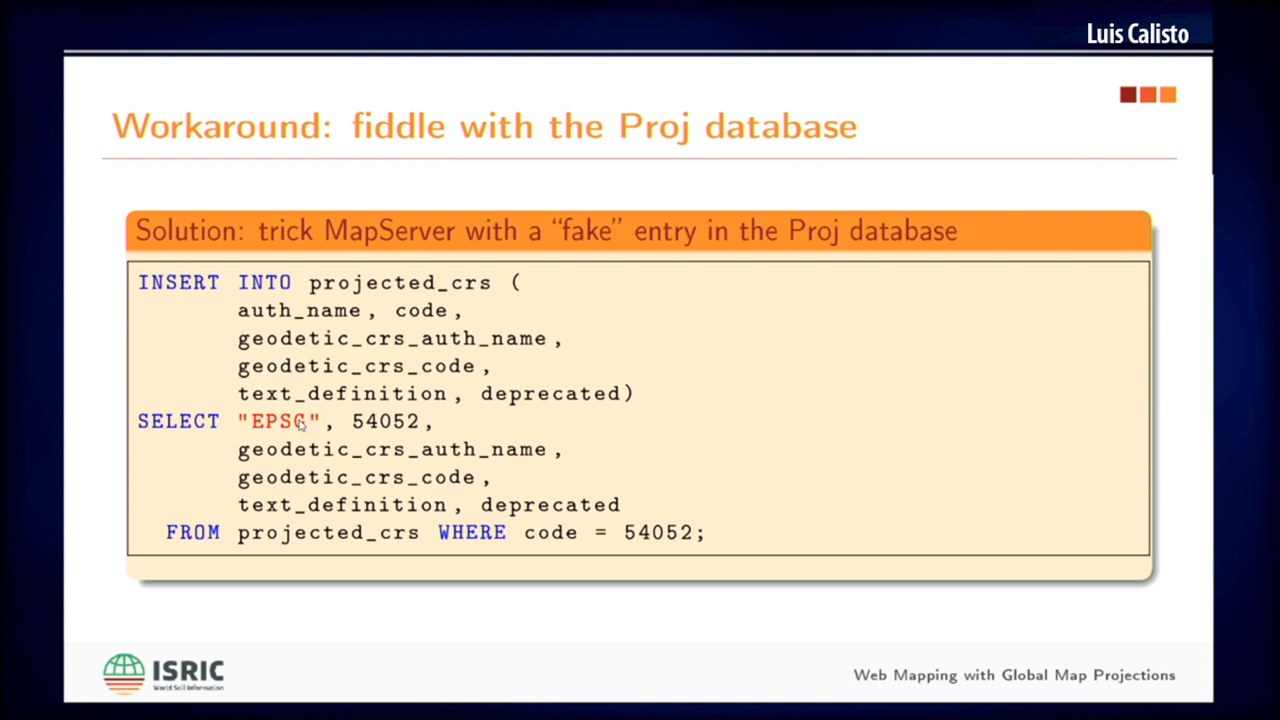 Luis Calisto
Workaround: fiddle with the Proj database
Solution: trick MapServer with a “fake” entry in the Proj database
INSERT INTO projected_crs (
auth_name, code,
geodetic_crs_auth_name,
geodetic_crs_code,
text_definition, deprecated)
SELECT "EPSG", 54052,
geodetic_crs_auth_name,
geodetic_crs_code,
text_definition, deprecated
FROM projected_crs WHERE code = 54052;
ISRIC
World Soil Information
Web Mapping with Global Map Projections